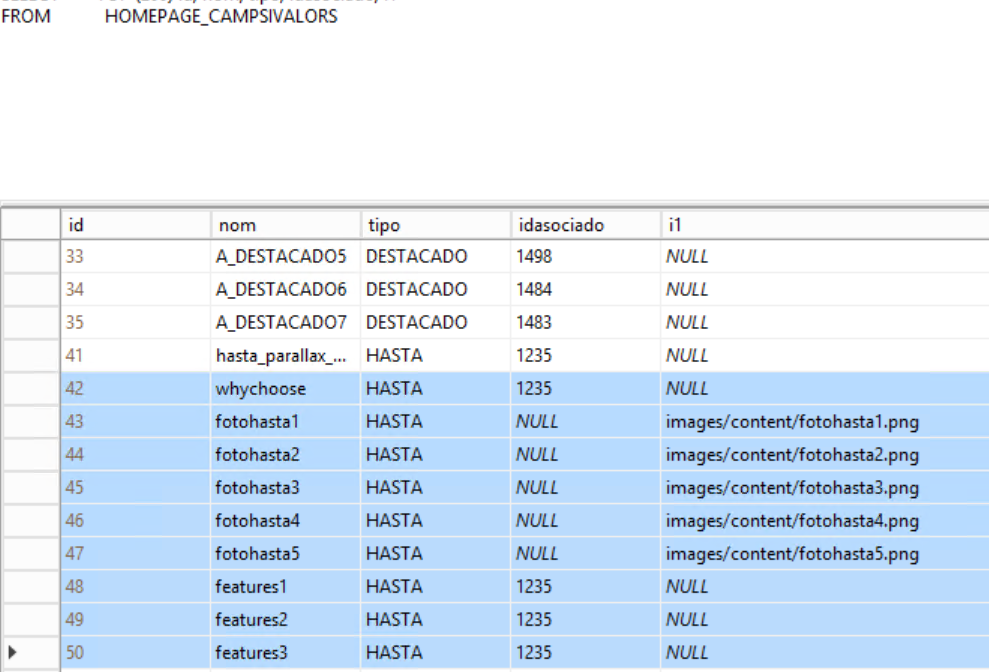 FROM HOMEPAGE_CAMPSIVALORS
id nom tipo idasociado i1
33 A_DESTACADO5 DESTACADO 1498 NULL
34 A_DESTACADO6 DESTACADO 1484 NULL
35 A_DESTACADO7 DESTACADO 1483 NULL
41 hasta_parallax_... HASTA 1235 NULL
42 whychoose HASTA 1235 NULL
43 fotohasta1 HASTA NULL images/content/fotohasta1.png
44 fotohasta2 HASTA NULL images/content/fotohasta2.png
45 fotohasta3 HASTA NULL images/content/fotohasta3.png
46 fotohasta4 HASTA NULL images/content/fotohasta4.png
47 fotohasta5 HASTA NULL images/content/fotohasta5.png
48 features1 HASTA 1235 NULL
49 features2 HASTA 1235 NULL
50 features3 HASTA 1235 NULL